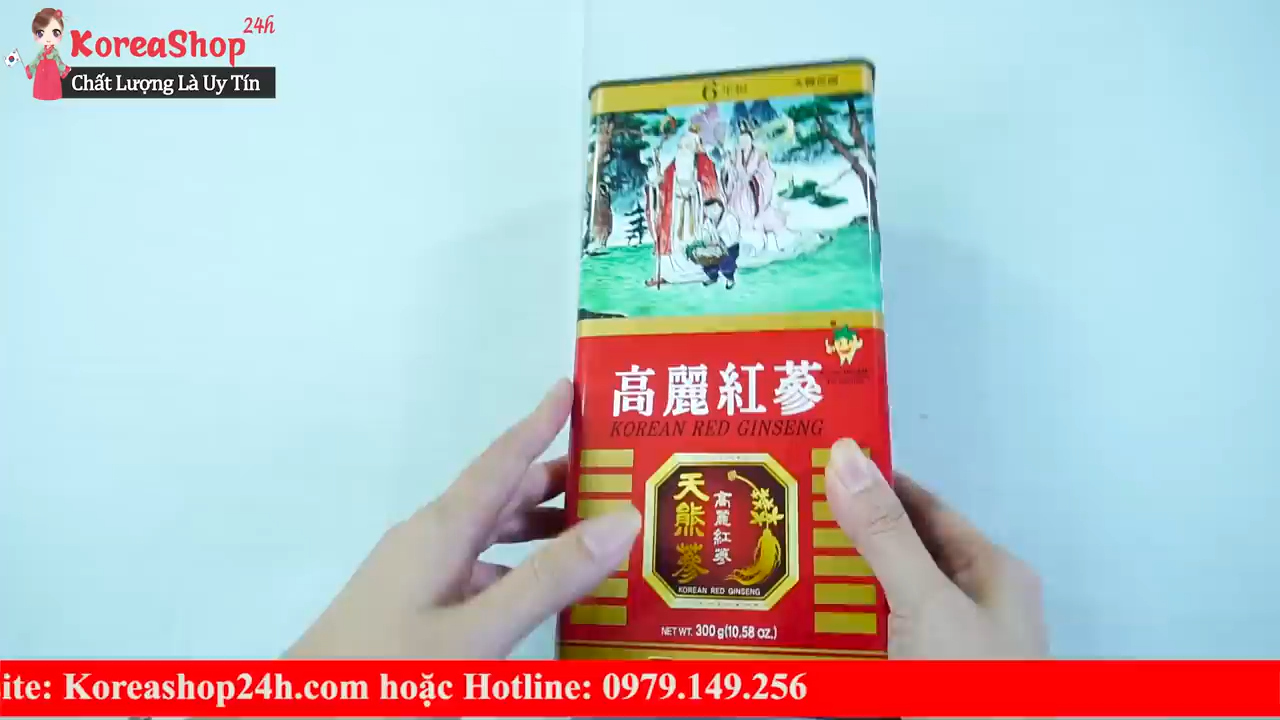 KoreaShop 24h
Chất Lượng Là Uy Tín
6年根
高麗紅蔘
KOREAN RED GINSENG
天熊蔘
高麗紅蔘
KOREAN RED GINSENG
NET WT. 300g(10.58 oz.)
ite: Koreashop24h.com hoặc Hotline: 0979.149.256